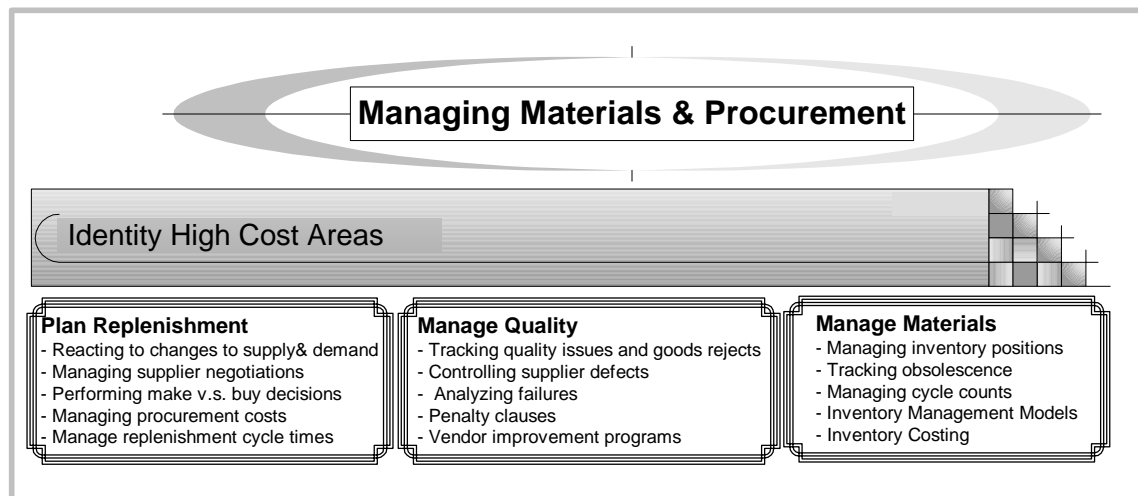 Managing Materials & Procurement
Identity High Cost Areas
Plan Replenishment
- Reacting to changes to supply& demand
- Managing supplier negotiations
- Performing make v.s. buy decisions
- Managing procurement costs
- Manage replenishment cycle times
Manage Quality
- Tracking quality issues and goods rejects
- Controlling supplier defects
-  Analyzing failures
- Penalty clauses
- Vendor improvement programs
Manage Materials
- Managing inventory positions
- Tracking obsolescence
- Managing cycle counts
- Inventory Management Models
- Inventory Costing